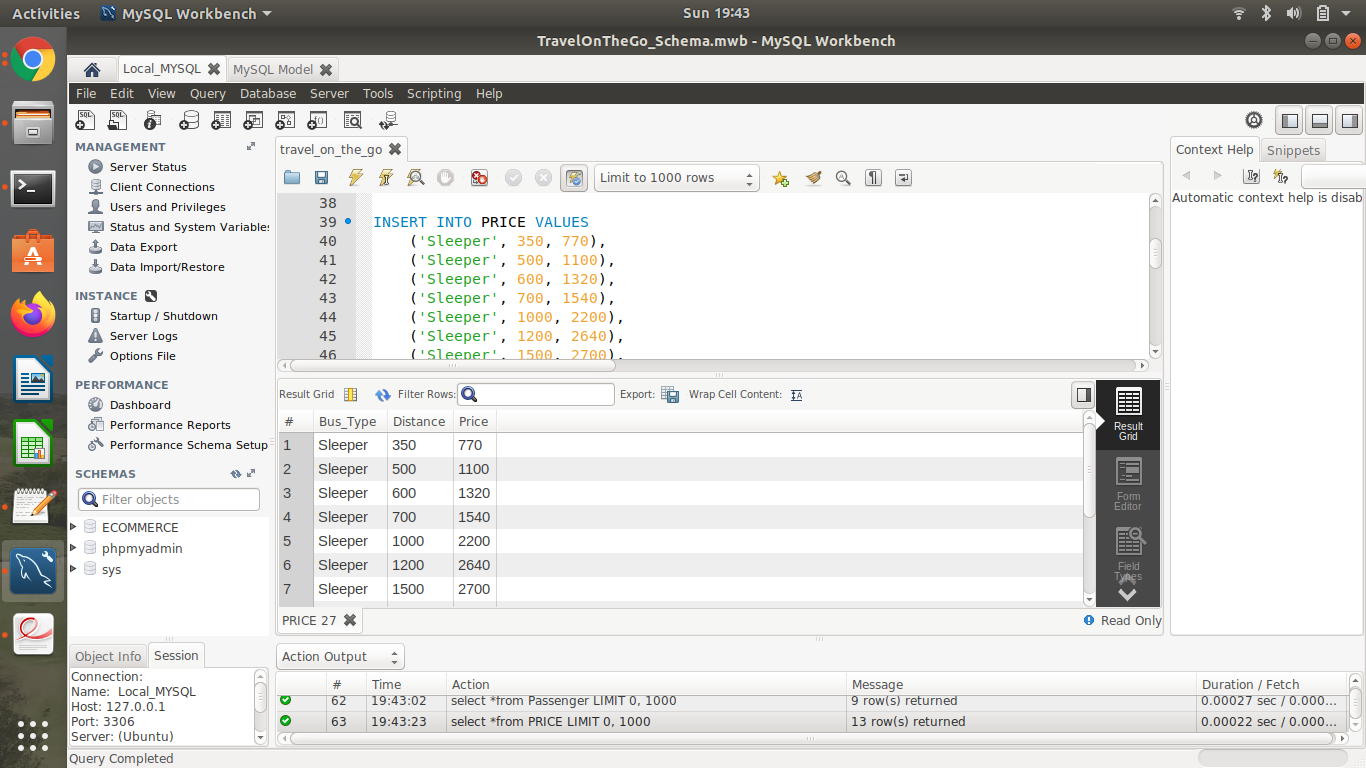 Activities MySQL Workbench Sun 19:43
TravelOnTheGo_Schema.mwb - MySQL Workbench
Local_MYSQL MySQL Model
File Edit View Query Database Server Tools Scripting Help
MANAGEMENT
Server Status
Client Connections
Users and Privileges
Status and System Variables
Data Export
Data Import/Restore
INSTANCE
Startup / Shutdown
Server Logs
Options File
PERFORMANCE
Dashboard
Performance Reports
Performance Schema Setup
SCHEMAS
Filter objects
ECOMMERCE
phpmyadmin
sys
Object Info Session
Connection:
Name: Local_MYSQL
Host: 127.0.0.1
Port: 3306
Server: (Ubuntu)
travel_on_the_go
Limit to 1000 rows
38
39 INSERT INTO PRICE VALUES
40 ('Sleeper', 350, 770),
41 ('Sleeper', 500, 1100),
42 ('Sleeper', 600, 1320),
43 ('Sleeper', 700, 1540),
44 ('Sleeper', 1000, 2200),
45 ('Sleeper', 1200, 2640),
46 ('Sleeper', 1500, 2700),
Result Grid Filter Rows: Export: Wrap Cell Content:
# Bus_Type Distance Price
1 Sleeper 350 770
2 Sleeper 500 1100
3 Sleeper 600 1320
4 Sleeper 700 1540
5 Sleeper 1000 2200
6 Sleeper 1200 2640
7 Sleeper 1500 2700
Result
Grid
Form
Editor
Field
Types
PRICE 27 Read Only
Context Help Snippets
Automatic context help is disab
Action Output
# Time Action Message Duration / Fetch
62 19:43:02 select *from Passenger LIMIT 0, 1000 9 row(s) returned 0.00027 sec / 0.000...
63 19:43:23 select *from PRICE LIMIT 0, 1000 13 row(s) returned 0.00022 sec / 0.000...
Query Completed